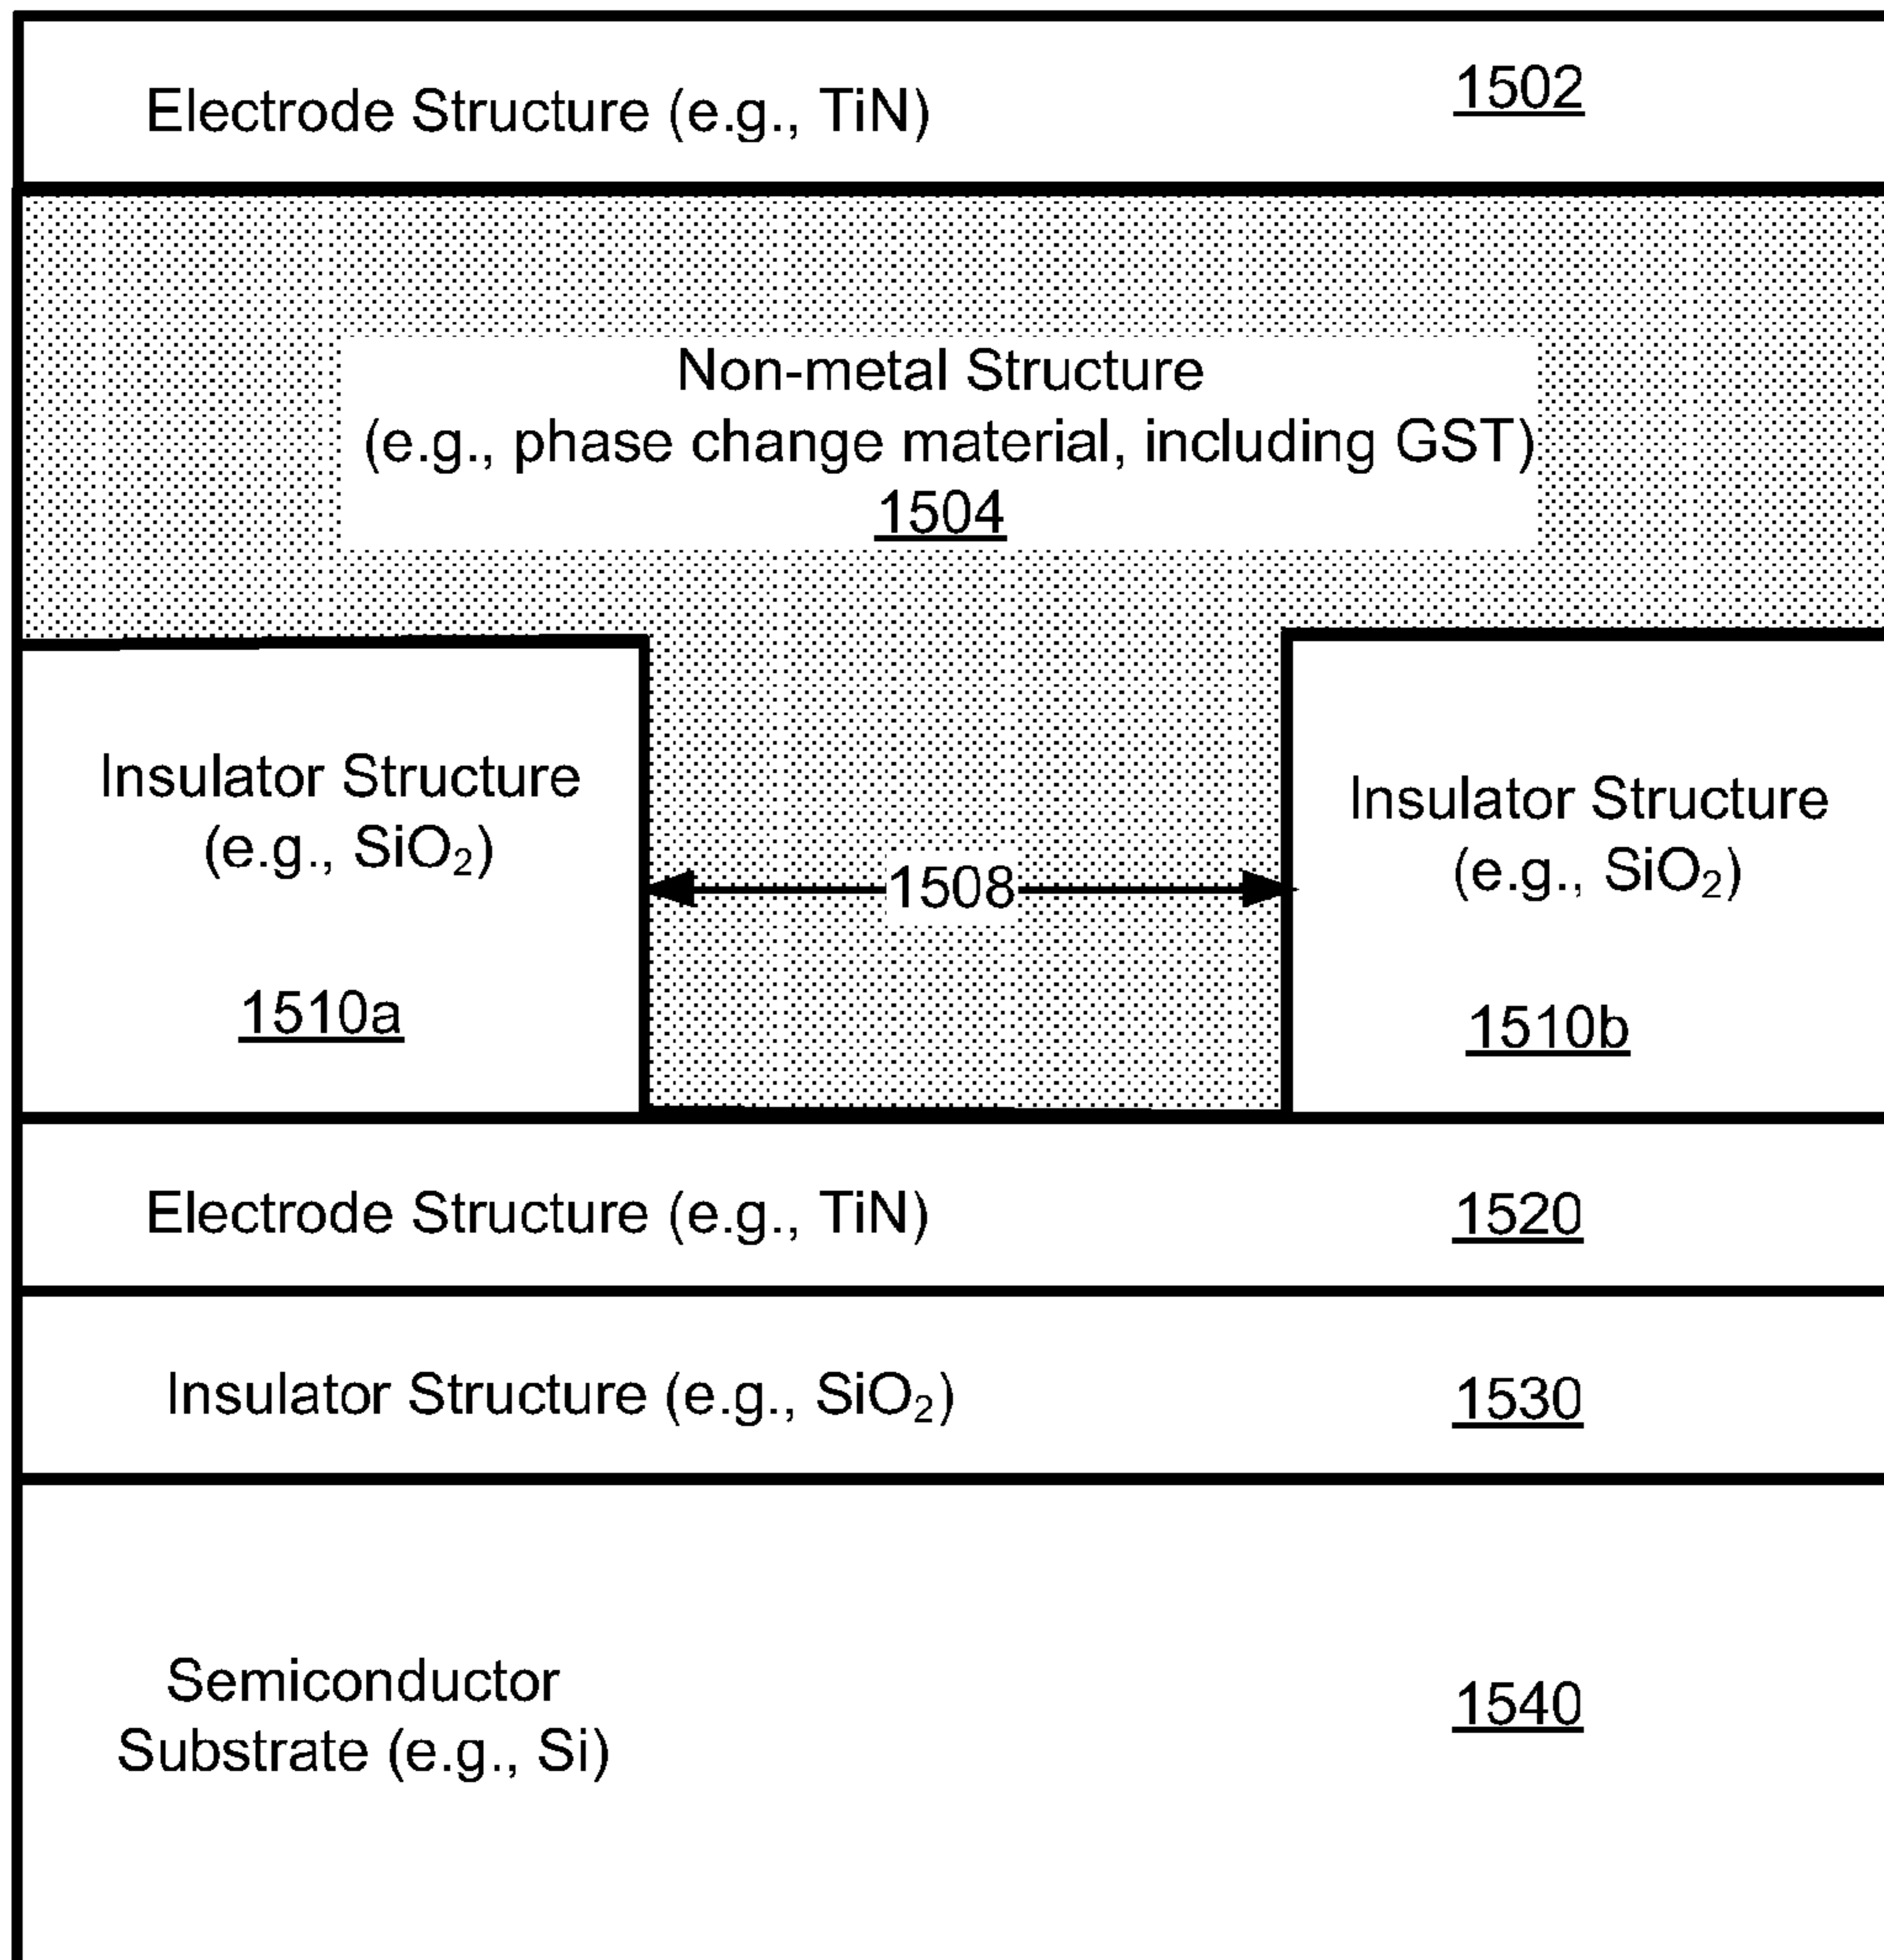 Electrode Structure (e.g., TiN) 1502
Non-metal Structure
(e.g., phase change material, including GST)
1504
Insulator Structure
(e.g., SiO₂)
1510a
1508
Insulator Structure
(e.g., SiO₂)
1510b
Electrode Structure (e.g., TiN) 1520
Insulator Structure (e.g., SiO₂) 1530
Semiconductor
Substrate (e.g., Si)
1540